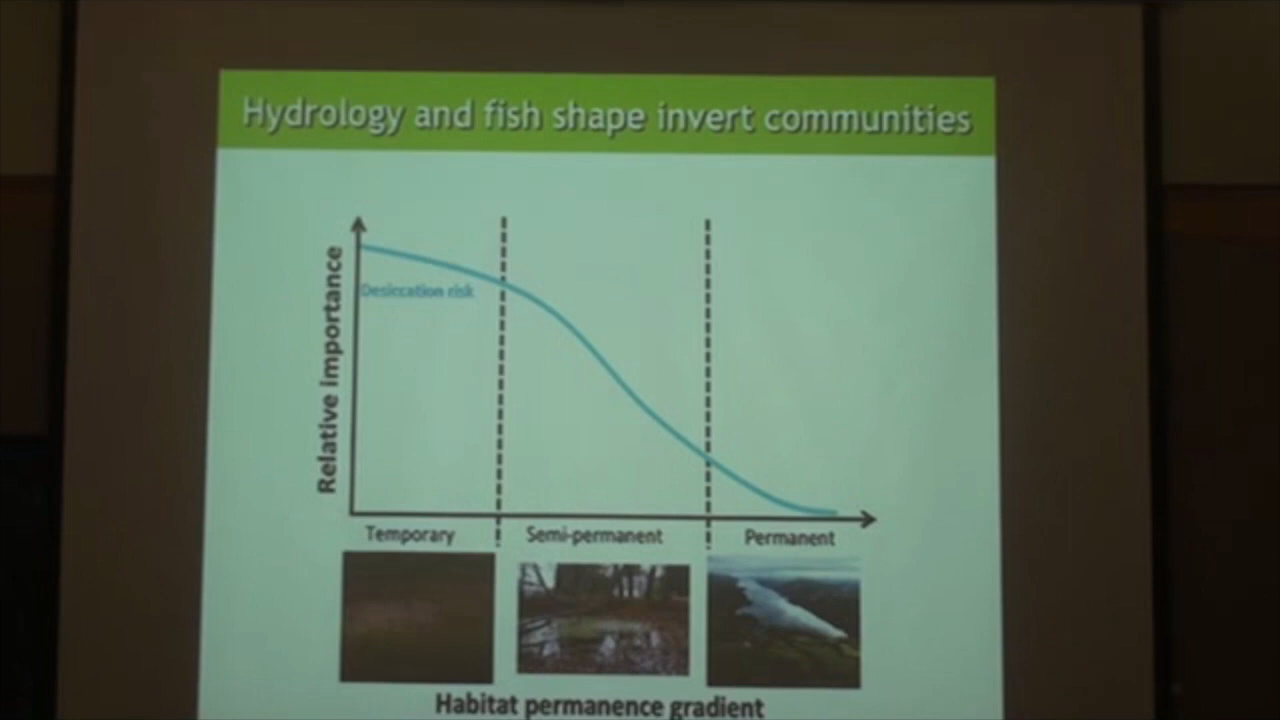 Hydrology and fish shape invert communities
Relative importance
Desiccation risk
Temporary
Semi-permanent
Permanent
Habitat permanence gradient